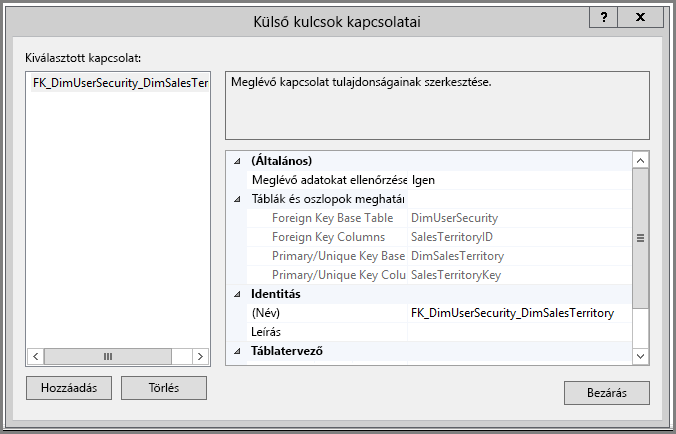 Külső kulcsok kapcsolatai
? x
Kiválasztott kapcsolat:
FK_DimUserSecurity_DimSalesTer
Meglévő kapcsolat tulajdonságainak szerkesztése.
(Általános)
Meglévő adatokat ellenőrzése Igen
Táblák és oszlopok meghatár
Foreign Key Base Table DimUserSecurity
Foreign Key Columns SalesTerritoryID
Primary/Unique Key Base DimSalesTerritory
Primary/Unique Key Colu SalesTerritoryKey
Identitás
(Név) FK_DimUserSecurity_DimSalesTerritory
Leírás
Táblatervező
Hozzáadás Törlés
Bezárás